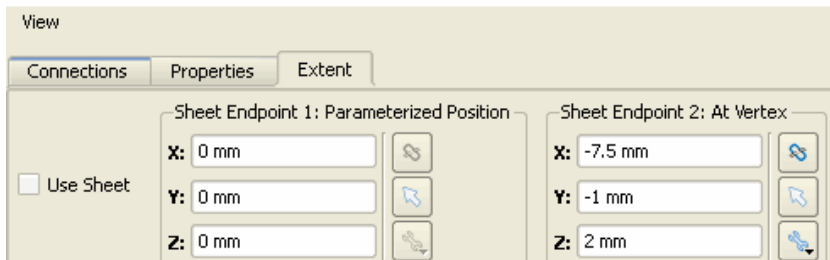 View
Connections Properties Extent
Sheet Endpoint 1: Parameterized Position Sheet Endpoint 2: At Vertex
X: 0 mm X: -7.5 mm
Use Sheet Y: 0 mm Y: -1 mm
Z: 0 mm Z: 2 mm